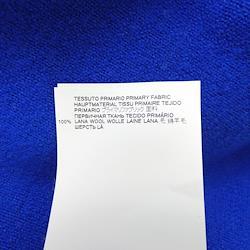 TESSUTO PRIMARIO PRIMARY FABRIC
HAUPTMATERIAL TISSU PRIMAIRE TEJIDO
PRIMARIO プライマリファブリック 面料
ПЕРВИЧНАЯ ТКАНЬ TECIDO PRIMÁRIO
100% LANA WOOL WOLLE LAINE LANA 毛 绵羊毛
ШЕРСТЬ LÃ